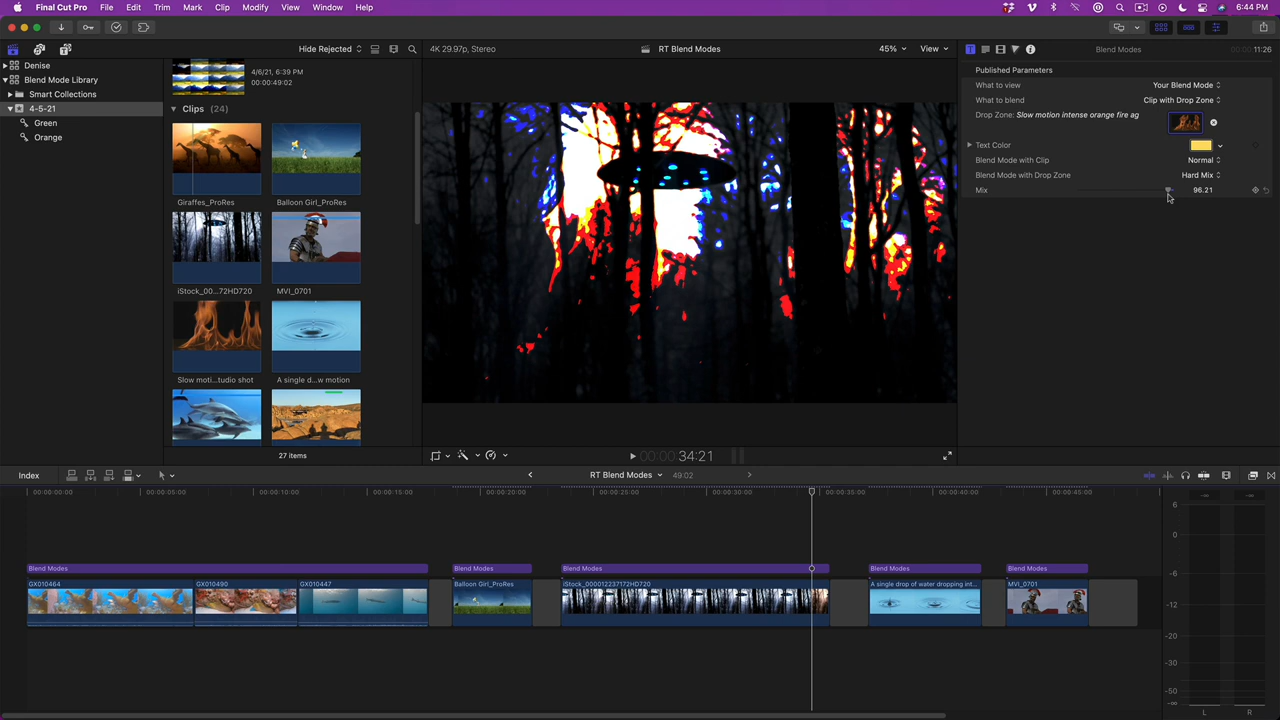 Final Cut Pro File Edit Trim Mark Clip Modify View Window Help 6:44 PM
Hide Rejected 4K 29.97p, Stereo RT Blend Modes 45% View Blend Modes 00:00:11:26
Denise
Blend Mode Library
Smart Collections
4-5-21
Green
Orange
4/6/21, 6:39 PM
00:00:49:02
Clips (24)
Giraffes_ProRes Balloon Girl_ProRes
iStock_00...72HD720 MVI_0701
Slow moti...tudio shot A single d...w motion
27 items
00:00:34:21
Published Parameters
What to view Your Blend Mode
What to blend Clip with Drop Zone
Drop Zone: Slow motion intense orange fire ag
Text Color
Blend Mode with Clip Normal
Blend Mode with Drop Zone Hard Mix
Mix 96.21
Index RT Blend Modes 49:02
00:00:00:00 00:00:05:00 00:00:10:00 00:00:15:00 00:00:20:00 00:00:25:00 00:00:30:00 00:00:35:00 00:00:40:00 00:00:45:00
Blend Modes Blend Modes Blend Modes Blend Modes Blend Modes
GX010464 GX010490 GX010447 Balloon Girl_ProRes iStock_000012237172HD720 A single drop of water dropping int... MVI_0701
-∞ -∞
6
0
-6
-12
-20
-30
-50
-∞
L R